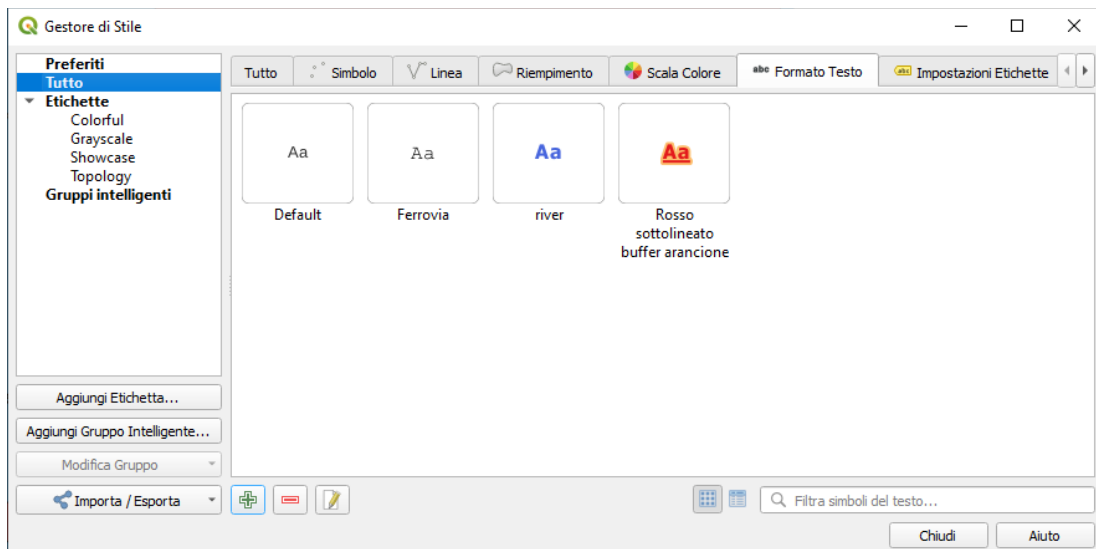 Gestore di Stile
Preferiti
Tutto
Etichette
Colorful
Grayscale
Showcase
Topology
Gruppi intelligenti
Aggiungi Etichetta...
Aggiungi Gruppo Intelligente...
Modifica Gruppo
Importa / Esporta
Tutto
Simbolo
Linea
Riempimento
Scala Colore
abc Formato Testo
abc Impostazioni Etichette
Aa
Default
Aa
Ferrovia
Aa
river
Aa
Rosso
sottolineato
buffer arancione
Filtra simboli del testo...
Chiudi
Aiuto